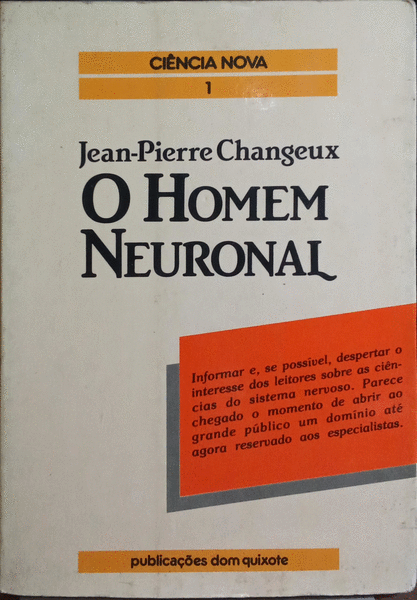 CIÊNCIA NOVA
1
Jean-Pierre Changeux
O HOMEM
NEURONAL
Informar e, se possível, despertar o
interesse dos leitores sobre as ciên-
cias do sistema nervoso. Parece
chegado o momento de abrir ao
grande público um domínio até
agora reservado aos especialistas.
publicações dom quixote